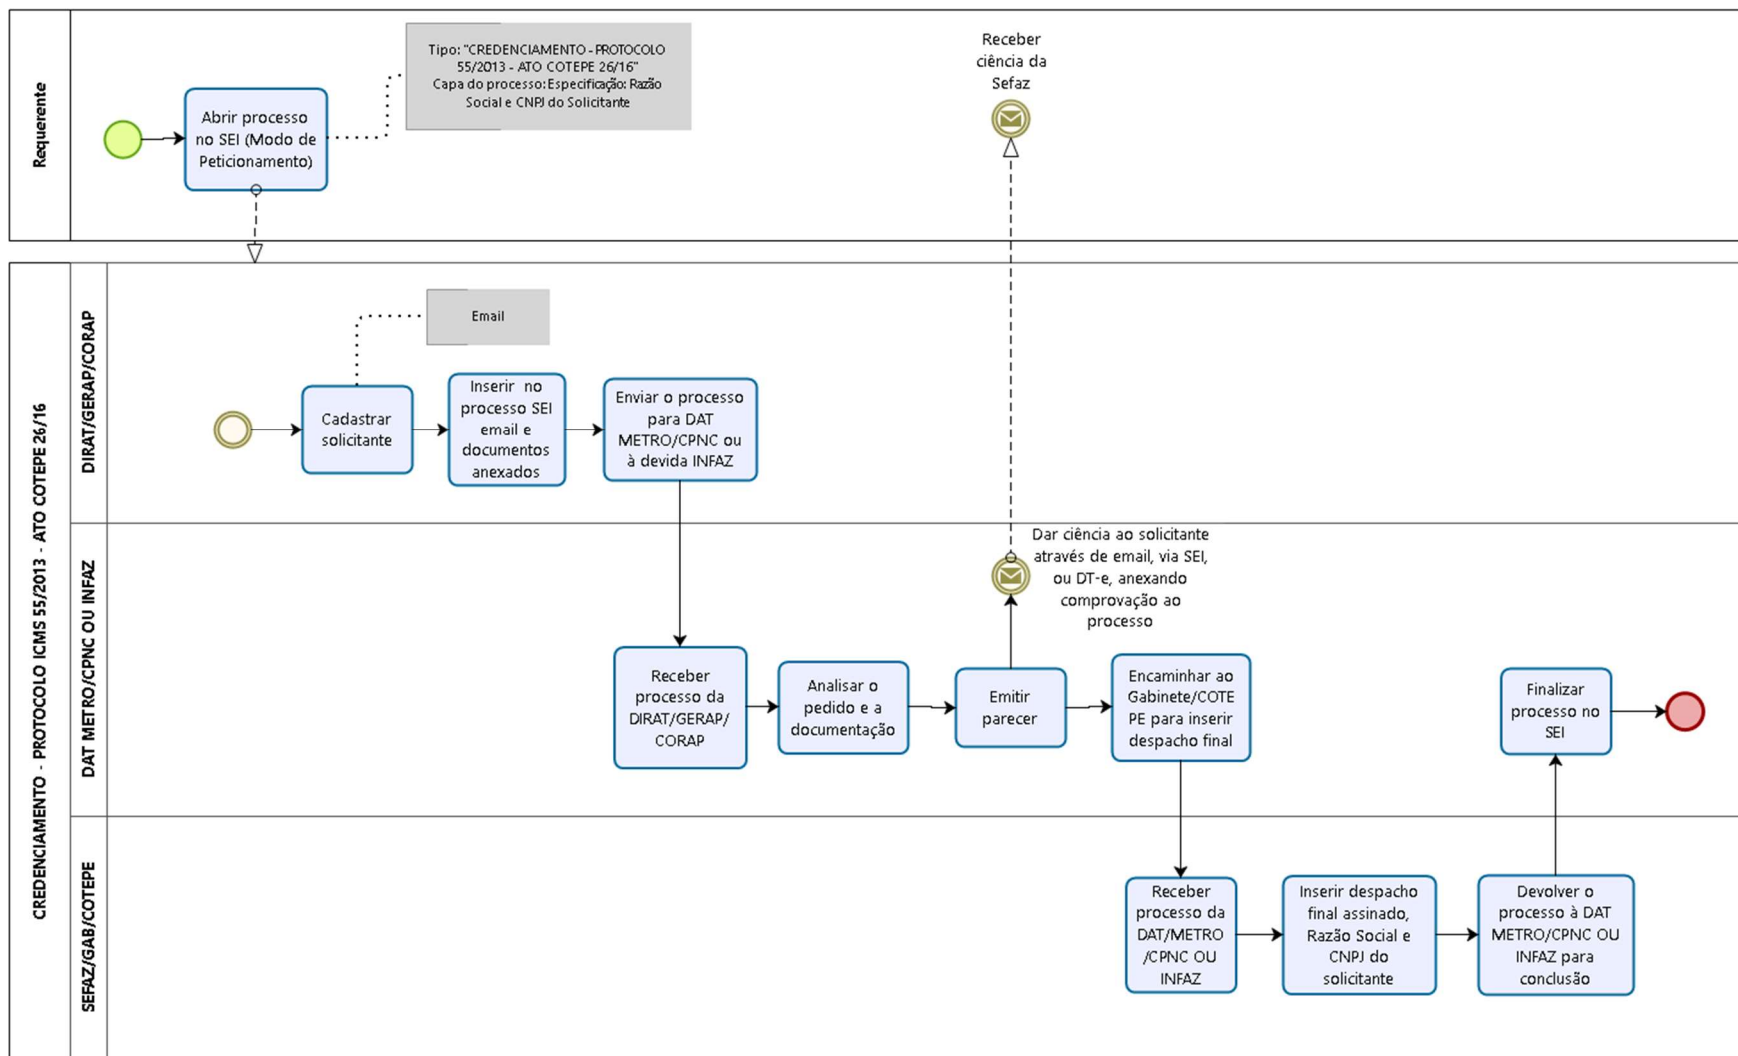 Requerente
Abrir processo
no SEI (Modo de
Peticionamento)
Tipo: "CREDENCIAMENTO - PROTOCOLO
55/2013 - ATO COTEPE 26/16"
Capa do processo: Especificação: Razão
Social e CNPJ do Solicitante
Receber
ciência da
Sefaz
CREDENCIAMENTO - PROTOCOLO ICMS 55/2013 - ATO COTEPE 26/16
DIRAT/GERAP/CORAP
Email
Cadastrar
solicitante
Inserir no
processo SEI
email e
documentos
anexados
Enviar o processo
para DAT
METRO/CPNC ou
à devida INFAZ
DAT METRO/CPNC OU INFAZ
Dar ciência ao solicitante
através de email, via SEI,
ou DT-e, anexando
comprovação ao
processo
Receber
processo da
DIRAT/GERAP/
CORAP
Analisar o
pedido e a
documentação
Emitir
parecer
Encaminhar ao
Gabinete/COTE
PE para inserir
despacho final
Finalizar
processo no
SEI
SEFAZ/GAB/COTEPE
Receber
processo da
DAT/METRO
/CPNC OU
INFAZ
Inserir despacho
final assinado,
Razão Social e
CNPJ do
solicitante
Devolver o
processo à DAT
METRO/CPNC OU
INFAZ para
conclusão